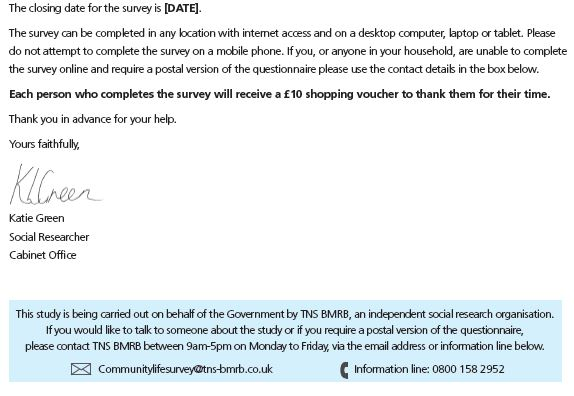 The closing date for the survey is [DATE].
The survey can be completed in any location with internet access and on a desktop computer, laptop or tablet. Please
do not attempt to complete the survey on a mobile phone. If you, or anyone in your household, are unable to complete
the survey online and require a postal version of the questionnaire please use the contact details in the box below.
Each person who completes the survey will receive a £10 shopping voucher to thank them for their time.
Thank you in advance for your help.
Yours faithfully,
K Green
Katie Green
Social Researcher
Cabinet Office
This study is being carried out on behalf of the Government by TNS BMRB, an independent social research organisation.
If you would like to talk to someone about the study or if you require a postal version of the questionnaire,
please contact TNS BMRB between 9am-5pm on Monday to Friday, via the email address or information line below.
Communitylifesurvey@tns-bmrb.co.uk Information line: 0800 158 2952